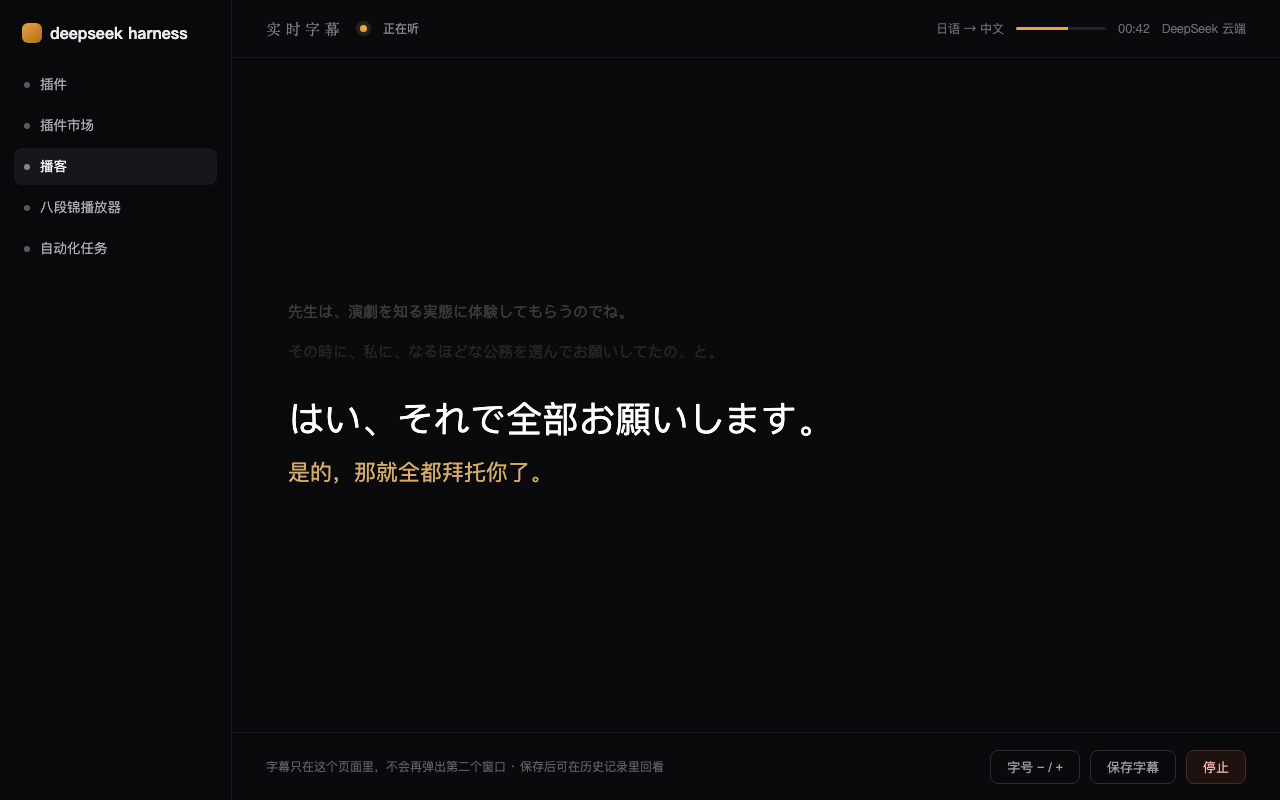 deepseek harness
插件
插件市场
播客
八段锦播放器
自动化任务
实时字幕
正在听
日语 → 中文
00:42
DeepSeek 云端
先生は、演劇を知る実態に体験してもらうのでね。
その時に、私に、なるほどな公務を選んでお願いしてたの、と。
はい、それで全部お願いします。
是的，那就全都拜托你了。
字幕只在这个页面里，不会再弹出第二个窗口 · 保存后可在历史记录里回看
字号 − / +
保存字幕
停止